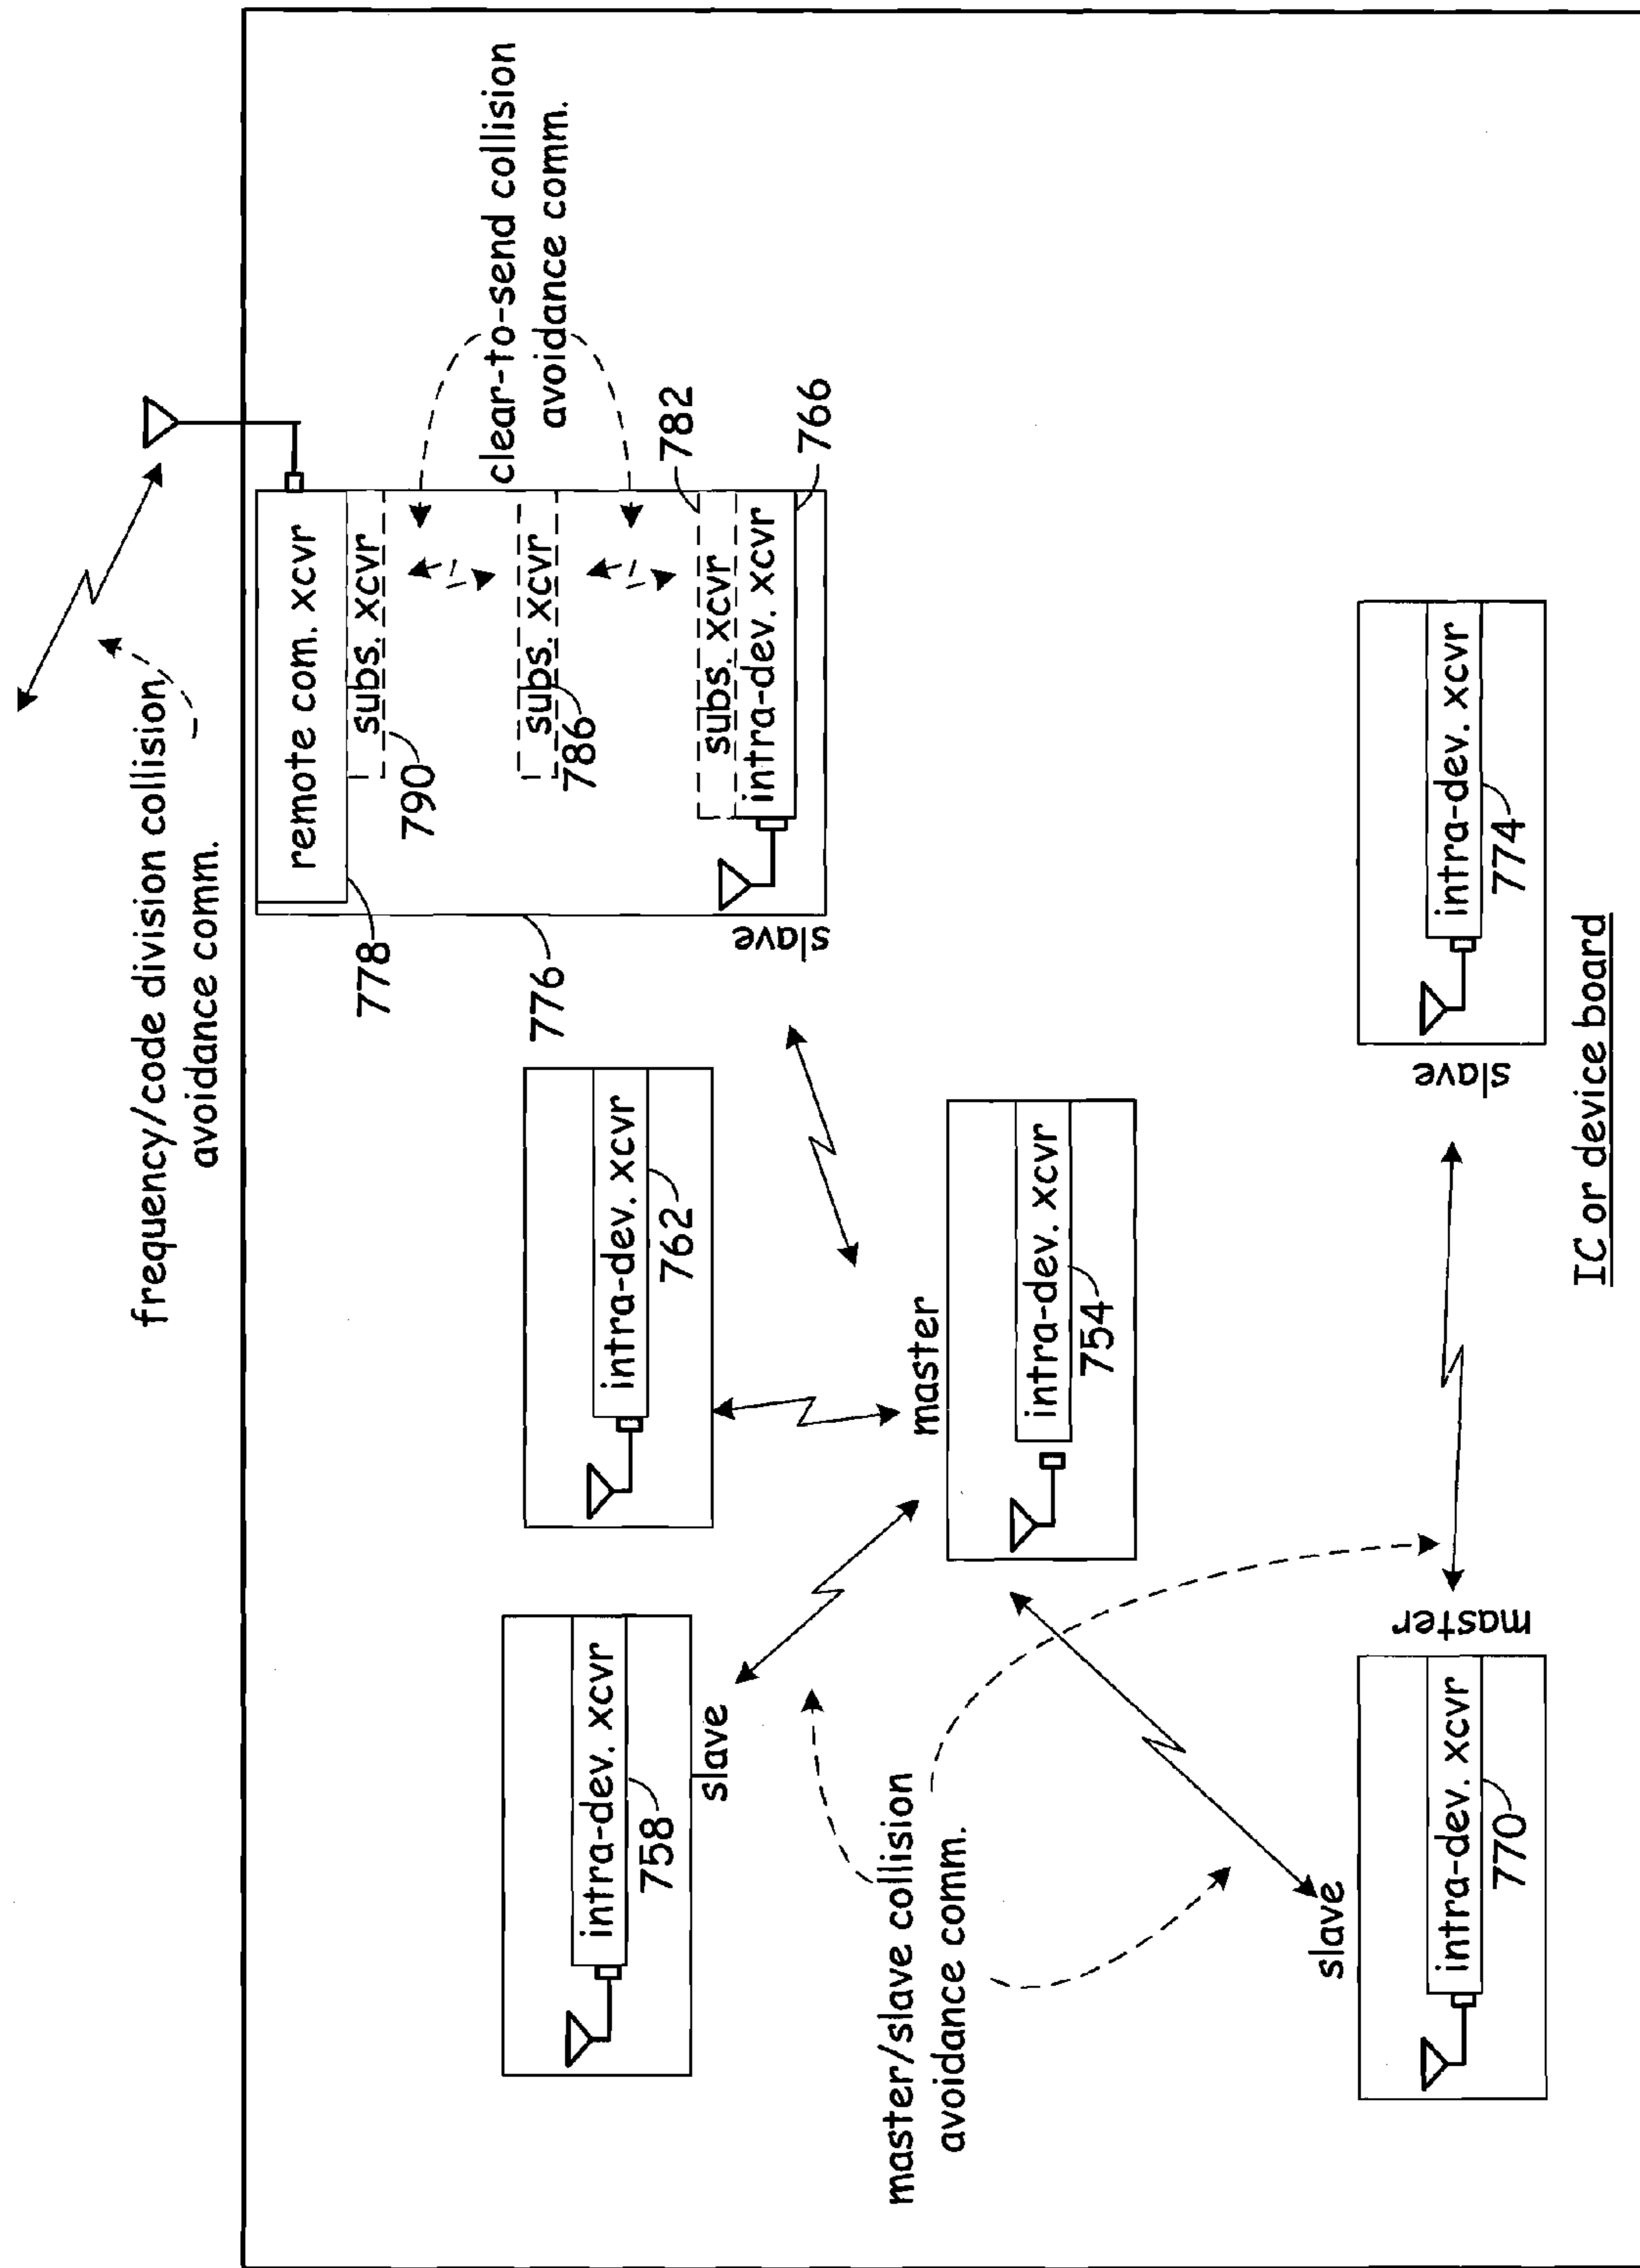 frequency/code division collision
avoidance comm.
remote com. xcvr
778
subs. xcvr
790
776
subs. xcvr
786
clear-to-send collision
avoidance comm.
subs. xcvr
782
intra-dev. xcvr
766
slave
intra-dev. xcvr
762
intra-dev. xcvr
758
slave
master
intra-dev. xcvr
754
master/slave collision
avoidance comm.
slave
intra-dev. xcvr
770
master
slave
intra-dev. xcvr
774
IC or device board